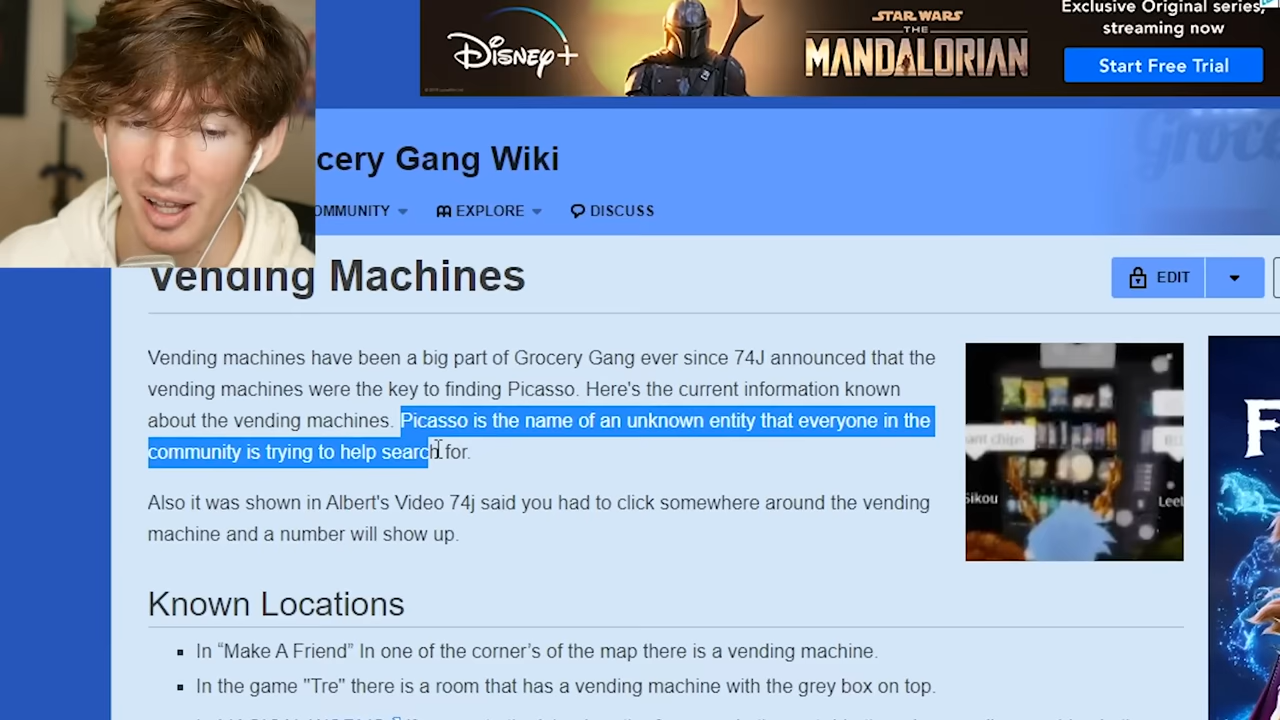 Exclusive Original series,
streaming now
Disney+
STAR WARS
THE
MANDALORIAN
Start Free Trial
cery Gang Wiki
OMMUNITY
EXPLORE
DISCUSS
Vending Machines
EDIT
Vending machines have been a big part of Grocery Gang ever since 74J announced that the
vending machines were the key to finding Picasso. Here's the current information known
about the vending machines. Picasso is the name of an unknown entity that everyone in the
community is trying to help search for.
Also it was shown in Albert's Video 74j said you had to click somewhere around the vending
machine and a number will show up.
ant chips
Sikou
Leet
Known Locations
In “Make A Friend” In one of the corner’s of the map there is a vending machine.
In the game "Tre" there is a room that has a vending machine with the grey box on top.